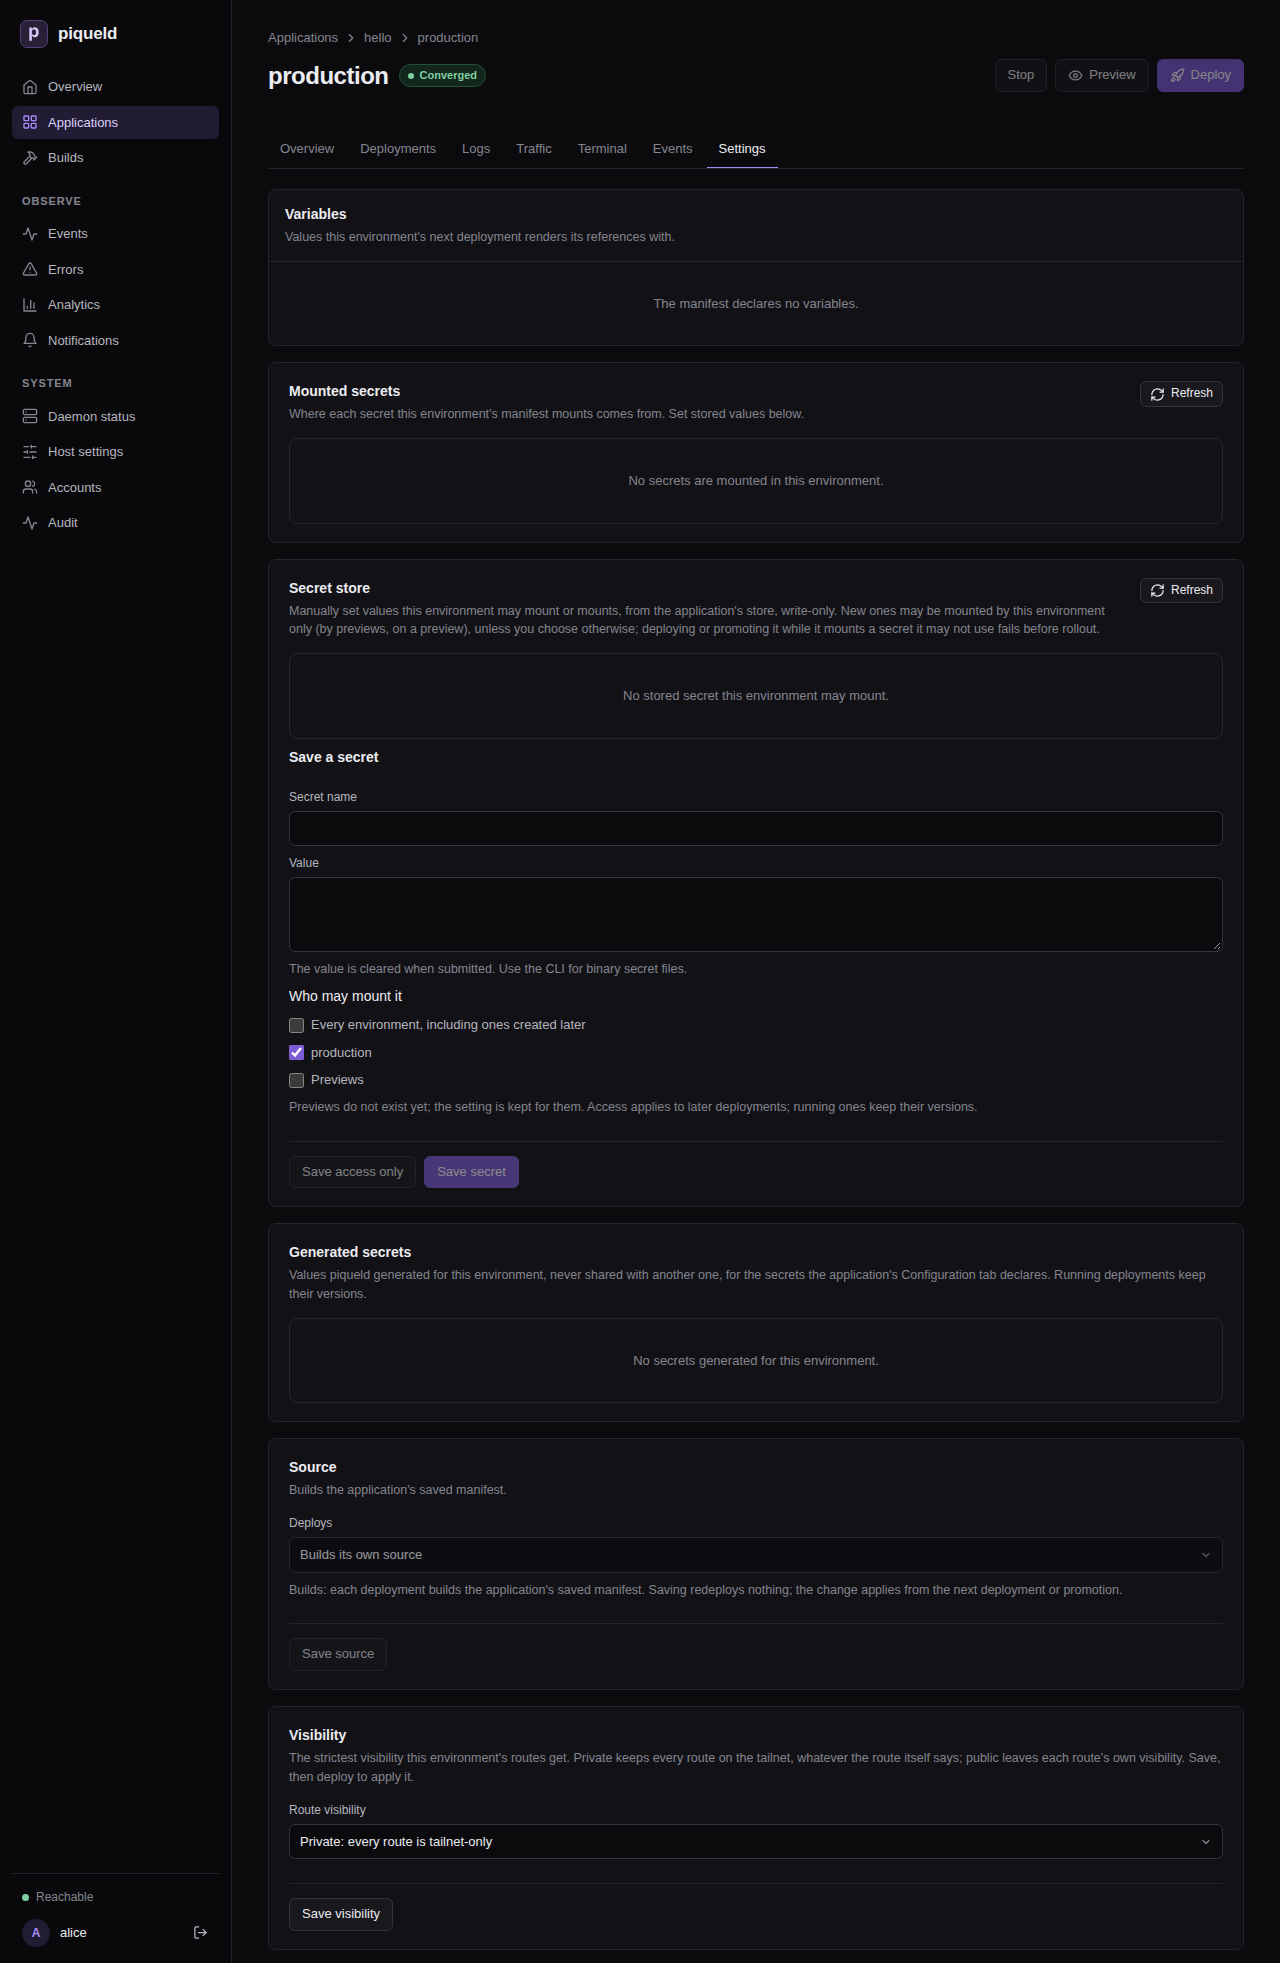 p piqueld
Overview
Applications
Builds
OBSERVE
Events
Errors
Analytics
Notifications
SYSTEM
Daemon status
Host settings
Accounts
Audit
Reachable
A alice
Applications > hello > production
production Converged
Stop Preview Deploy
Overview Deployments Logs Traffic Terminal Events Settings
Variables
Values this environment's next deployment renders its references with.
The manifest declares no variables.
Mounted secrets
Refresh
Where each secret this environment's manifest mounts comes from. Set stored values below.
No secrets are mounted in this environment.
Secret store
Refresh
Manually set values this environment may mount or mounts, from the application's store, write-only. New ones may be mounted by this environment
only (by previews, on a preview), unless you choose otherwise; deploying or promoting it while it mounts a secret it may not use fails before rollout.
No stored secret this environment may mount.
Save a secret
Secret name
Value
The value is cleared when submitted. Use the CLI for binary secret files.
Who may mount it
Every environment, including ones created later
production
Previews
Previews do not exist yet; the setting is kept for them. Access applies to later deployments; running ones keep their versions.
Save access only Save secret
Generated secrets
Values piqueld generated for this environment, never shared with another one, for the secrets the application's Configuration tab declares. Running deployments keep
their versions.
No secrets generated for this environment.
Source
Builds the application's saved manifest.
Deploys
Builds its own source
Builds: each deployment builds the application's saved manifest. Saving redeploys nothing; the change applies from the next deployment or promotion.
Save source
Visibility
The strictest visibility this environment's routes get. Private keeps every route on the tailnet, whatever the route itself says; public leaves each route's own visibility. Save,
then deploy to apply it.
Route visibility
Private: every route is tailnet-only
Save visibility